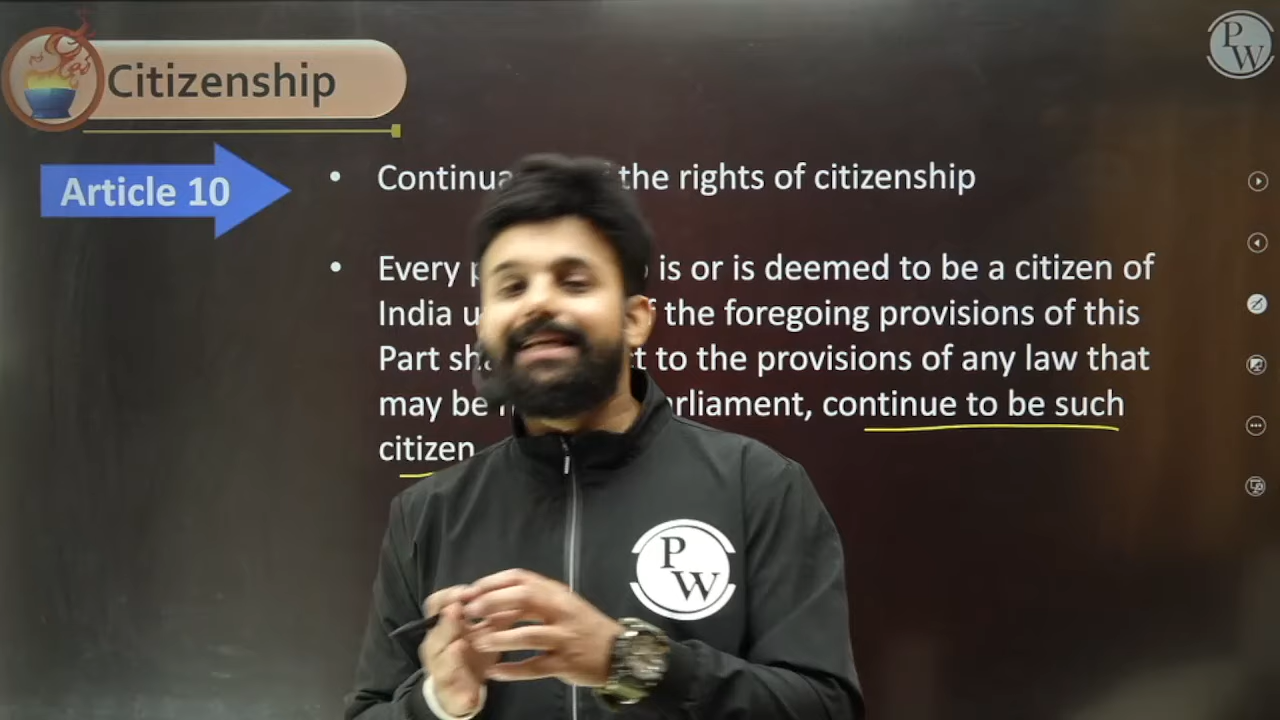 Citizenship
PW
Article 10
• Continua the rights of citizenship
• Every is or is deemed to be a citizen of
India the foregoing provisions of this
Part to the provisions of any law that
may be continue to be such
citizen
PW